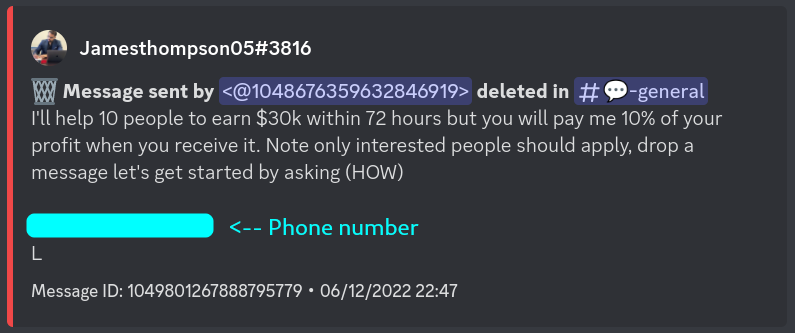 Jamesthompson05#3816
🗑️ Message sent by <@1048676359632846919> deleted in #💬-general
I'll help 10 people to earn $30k within 72 hours but you will pay me 10% of your
profit when you receive it. Note only interested people should apply, drop a
message let's get started by asking (HOW)
<-- Phone number
L
Message ID: 1049801267888795779 • 06/12/2022 22:47